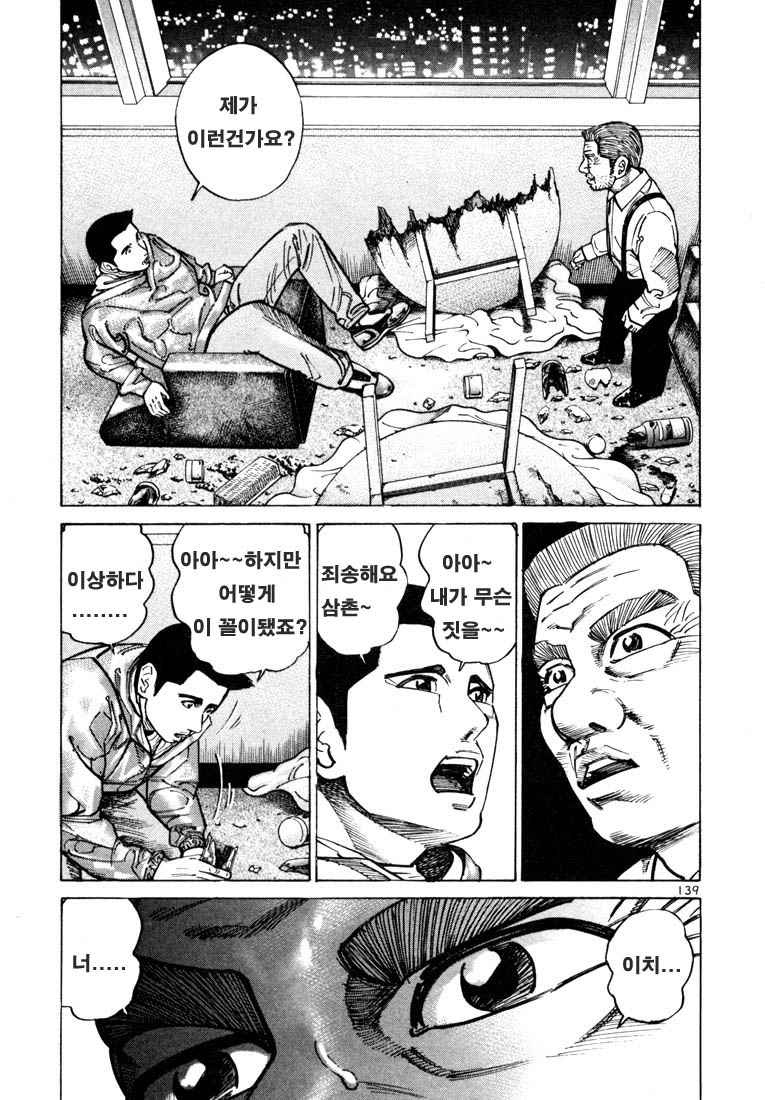 제가
이런건가요?
아아~
내가 무슨
짓을~~
죄송해요
삼촌~
아아~~하지만
어떻게
이 꼴이됐죠?
이상하다
........
139
이치...
너.....